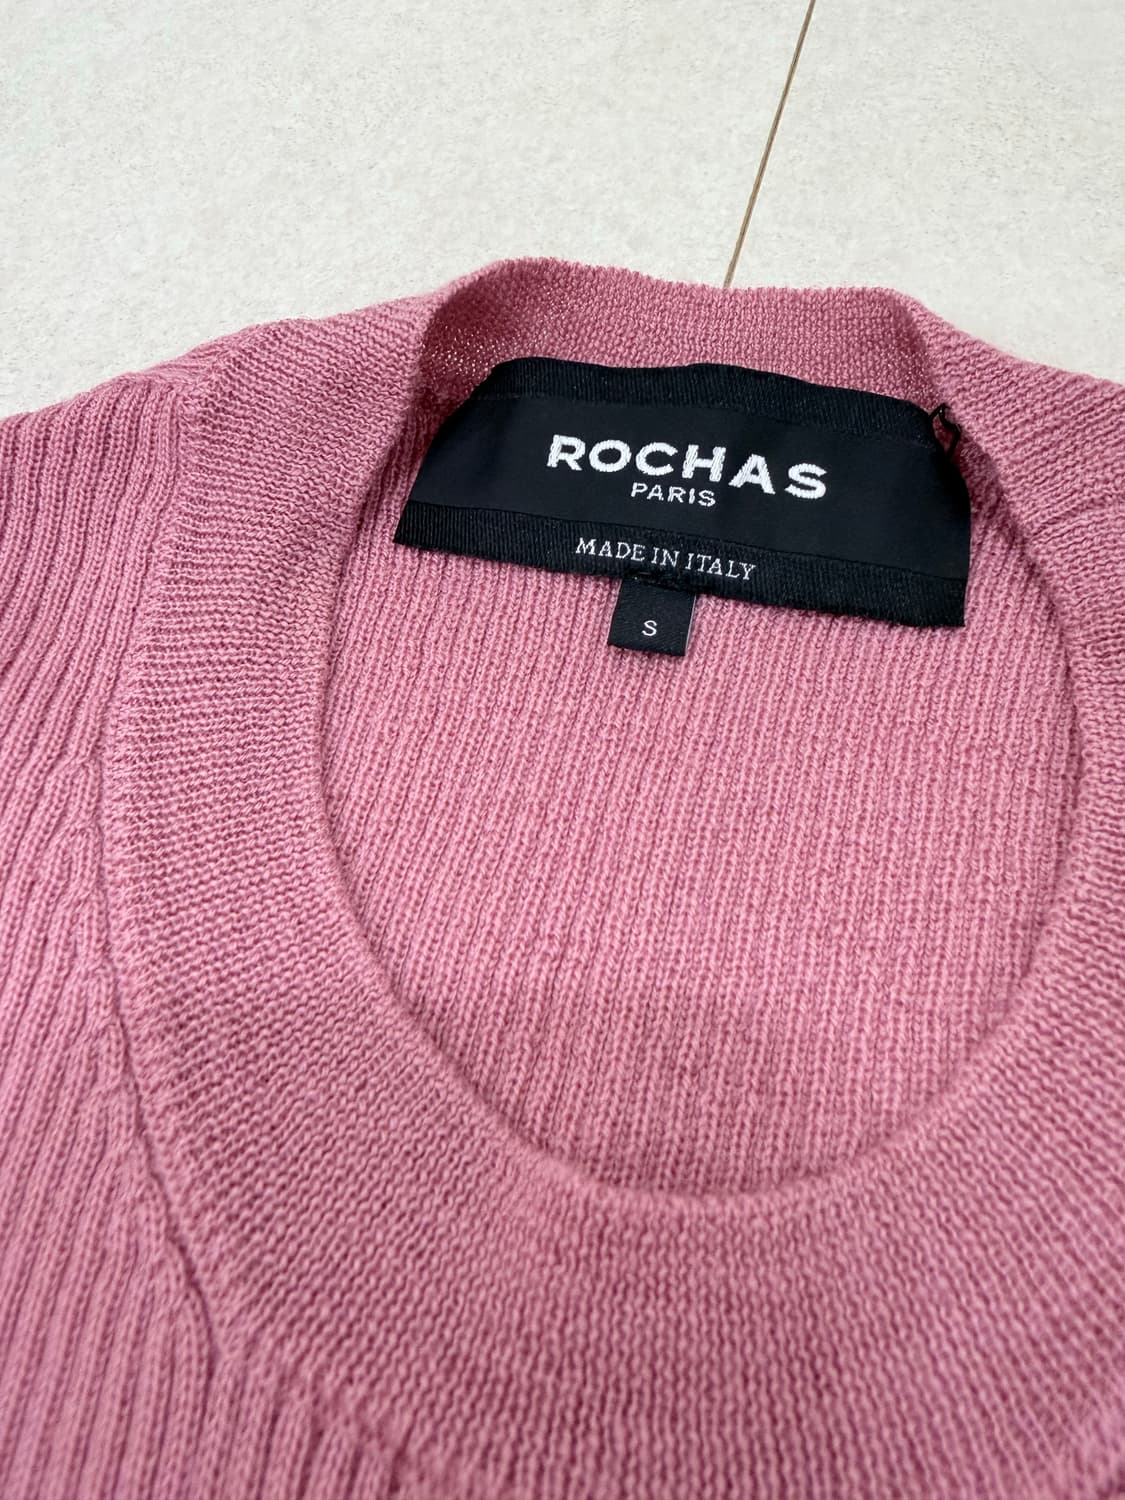 ROCHAS
PARIS
MADE IN ITALY
S